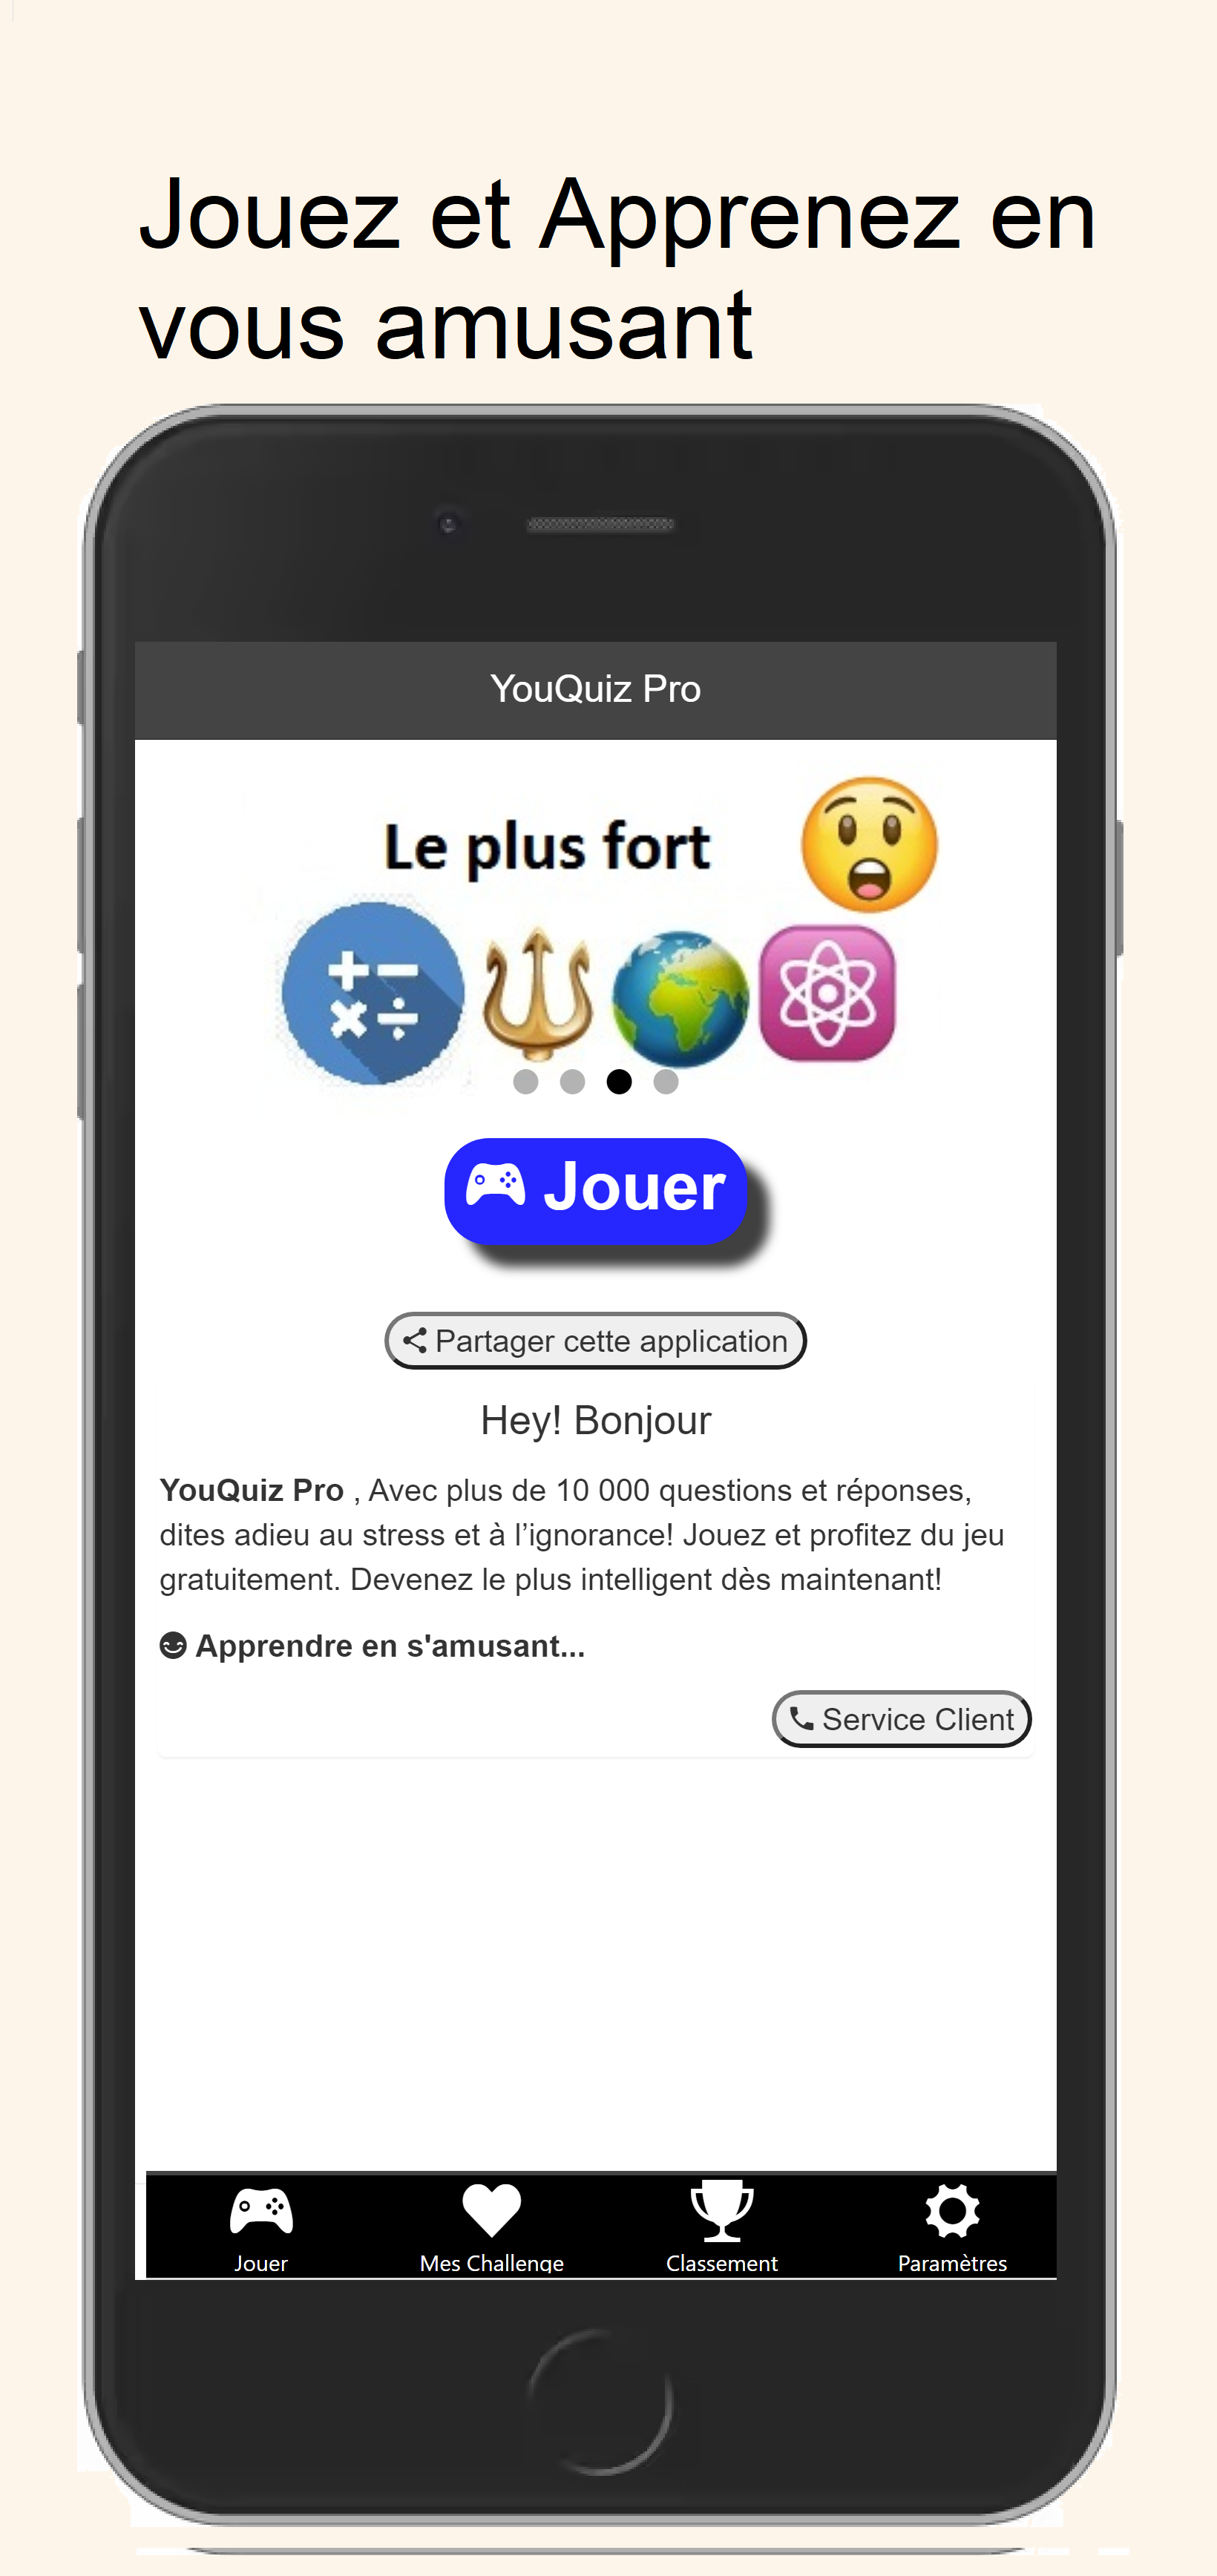 Jouez et Apprenez en
vous amusant
YouQuiz Pro
Le plus fort
Jouer
Partager cette application
Hey! Bonjour
YouQuiz Pro , Avec plus de 10 000 questions et réponses,
dites adieu au stress et à l’ignorance! Jouez et profitez du jeu
gratuitement. Devenez le plus intelligent dès maintenant!
Apprendre en s'amusant...
Service Client
Jouer Mes Challenge Classement Paramètres